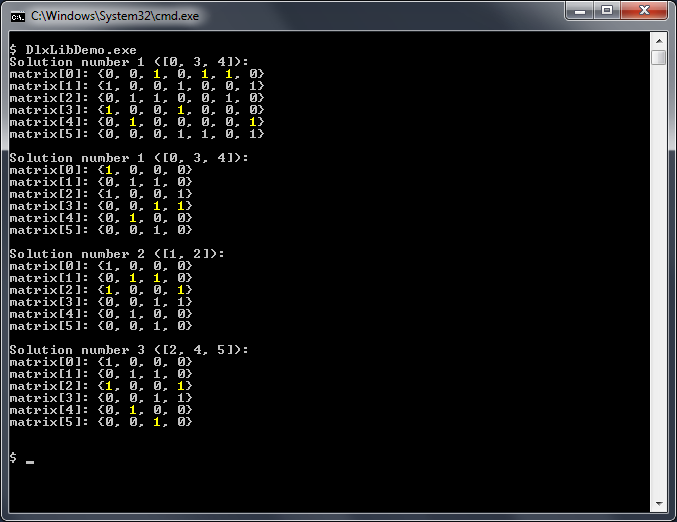 C:\Windows\System32\cmd.exe
$ DlxLibDemo.exe
Solution number 1 ([0, 3, 4]):
matrix[0]: {0, 0, 1, 0, 1, 1, 0}
matrix[1]: {1, 0, 0, 1, 0, 0, 1}
matrix[2]: {0, 1, 1, 0, 0, 1, 0}
matrix[3]: {1, 0, 0, 1, 0, 0, 0}
matrix[4]: {0, 1, 0, 0, 0, 0, 1}
matrix[5]: {0, 0, 0, 1, 1, 0, 1}
Solution number 1 ([0, 3, 4]):
matrix[0]: {1, 0, 0, 0}
matrix[1]: {0, 1, 1, 0}
matrix[2]: {1, 0, 0, 1}
matrix[3]: {0, 0, 1, 1}
matrix[4]: {0, 1, 0, 0}
matrix[5]: {0, 0, 1, 0}
Solution number 2 ([1, 2]):
matrix[0]: {1, 0, 0, 0}
matrix[1]: {0, 1, 1, 0}
matrix[2]: {1, 0, 0, 1}
matrix[3]: {0, 0, 1, 1}
matrix[4]: {0, 1, 0, 0}
matrix[5]: {0, 0, 1, 0}
Solution number 3 ([2, 4, 5]):
matrix[0]: {1, 0, 0, 0}
matrix[1]: {0, 1, 1, 0}
matrix[2]: {1, 0, 0, 1}
matrix[3]: {0, 0, 1, 1}
matrix[4]: {0, 1, 0, 0}
matrix[5]: {0, 0, 1, 0}
$ _